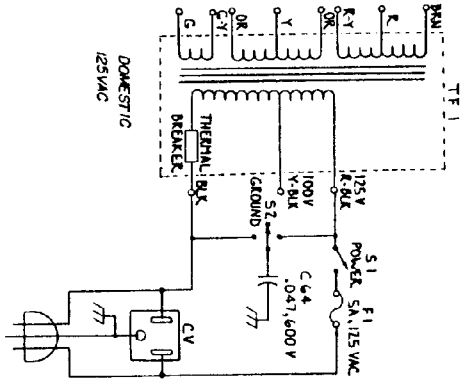 G
G-Y
OR
Y
OR
R-Y
R
BRN
TF1
DOMESTIC
125VAC
THERMAL
BREAKER
BLK
100V
Y-BLK
125V
R-BLK
S2
GROUND
S1
POWER
F1
5A, 125 VAC
C64
.047, 600V
CV